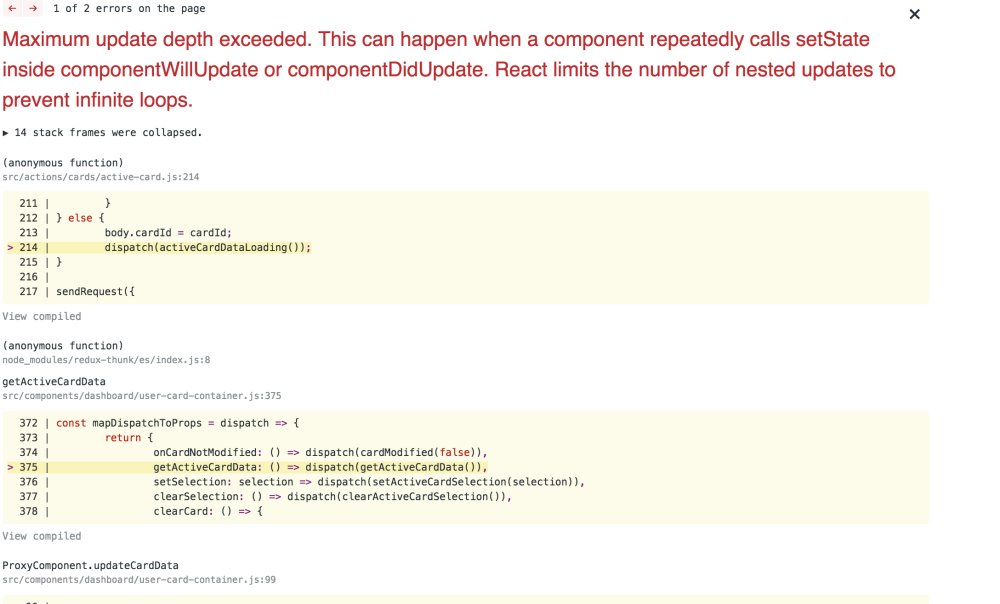 ← → 1 of 2 errors on the page
×
Maximum update depth exceeded. This can happen when a component repeatedly calls setState
inside componentWillUpdate or componentDidUpdate. React limits the number of nested updates to
prevent infinite loops.
▶ 14 stack frames were collapsed.
(anonymous function)
src/actions/cards/active-card.js:214
211 | }
212 | } else {
213 | body.cardId = cardId;
> 214 | dispatch(activeCardDataLoading());
215 | }
216 |
217 | sendRequest({
View compiled
(anonymous function)
node_modules/redux-thunk/es/index.js:8
getActiveCardData
src/components/dashboard/user-card-container.js:375
372 | const mapDispatchToProps = dispatch => {
373 | return {
374 | onCardNotModified: () => dispatch(cardModified(false)),
> 375 | getActiveCardData: () => dispatch(getActiveCardData()),
376 | setSelection: selection => dispatch(setActiveCardSelection(selection)),
377 | clearSelection: () => dispatch(clearActiveCardSelection()),
378 | clearCard: () => {
View compiled
ProxyComponent.updateCardData
src/components/dashboard/user-card-container.js:99